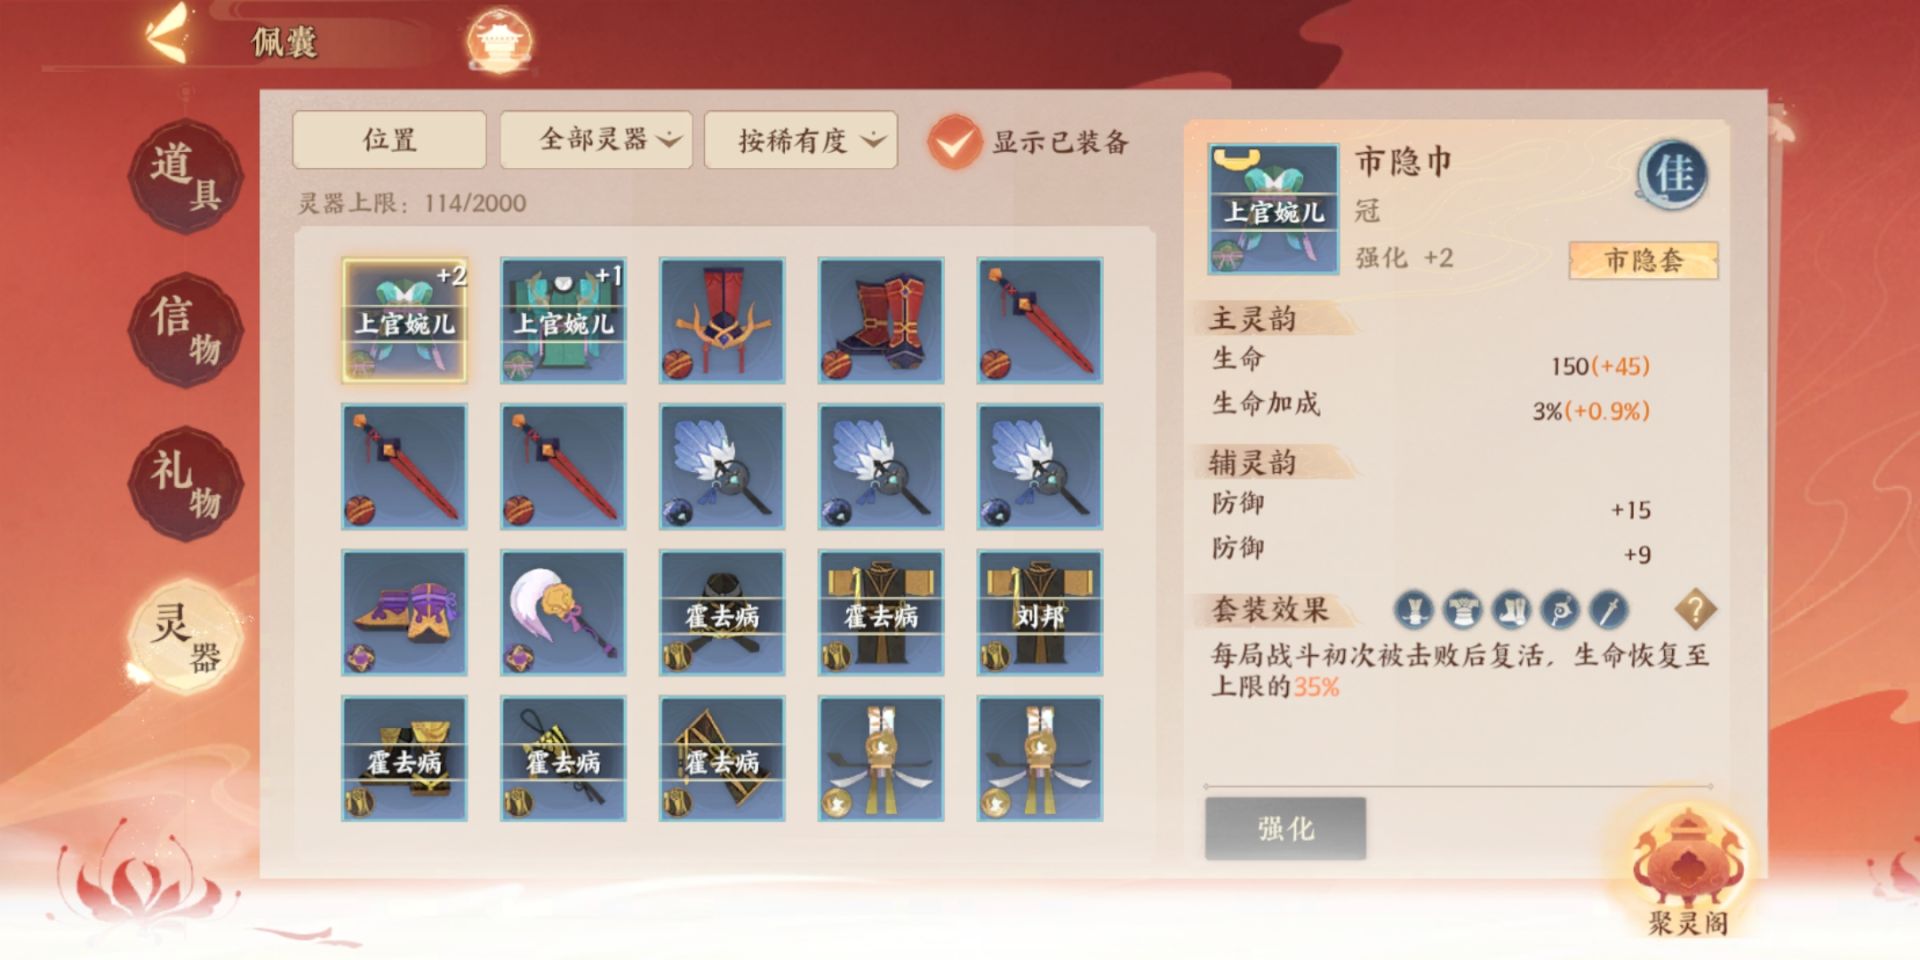 佩囊
道具
信物
礼物
灵器
位置
全部灵器
按稀有度
显示已装备
灵器上限：114/2000
+2
上官婉儿
+1
上官婉儿
霍去病
霍去病
刘邦
霍去病
霍去病
霍去病
上官婉儿
市隐巾
冠
强化 +2
佳
市隐套
主灵韵
生命 150(+45)
生命加成 3%(+0.9%)
辅灵韵
防御 +15
防御 +9
套装效果
?
每局战斗初次被击败后复活，生命恢复至
上限的35%
强化
聚灵阁